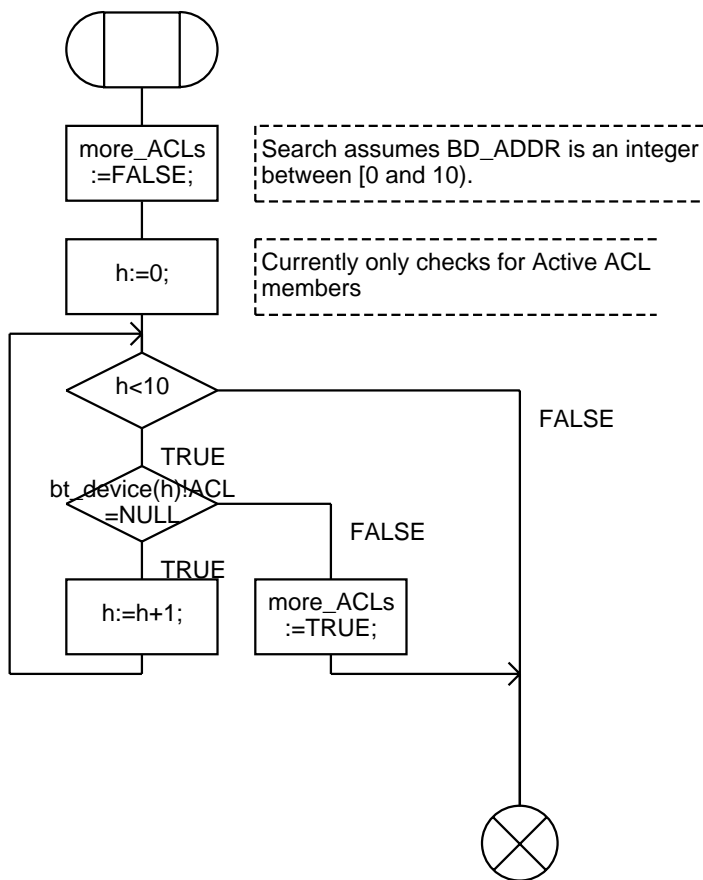 more_ACLs
:=FALSE;
Search assumes BD_ADDR is an integer
between [0 and 10).
h:=0;
Currently only checks for Active ACL
members
h<10
FALSE
TRUE
bt_device(h)!ACL
=NULL
FALSE
TRUE
h:=h+1;
more_ACLs
:=TRUE;